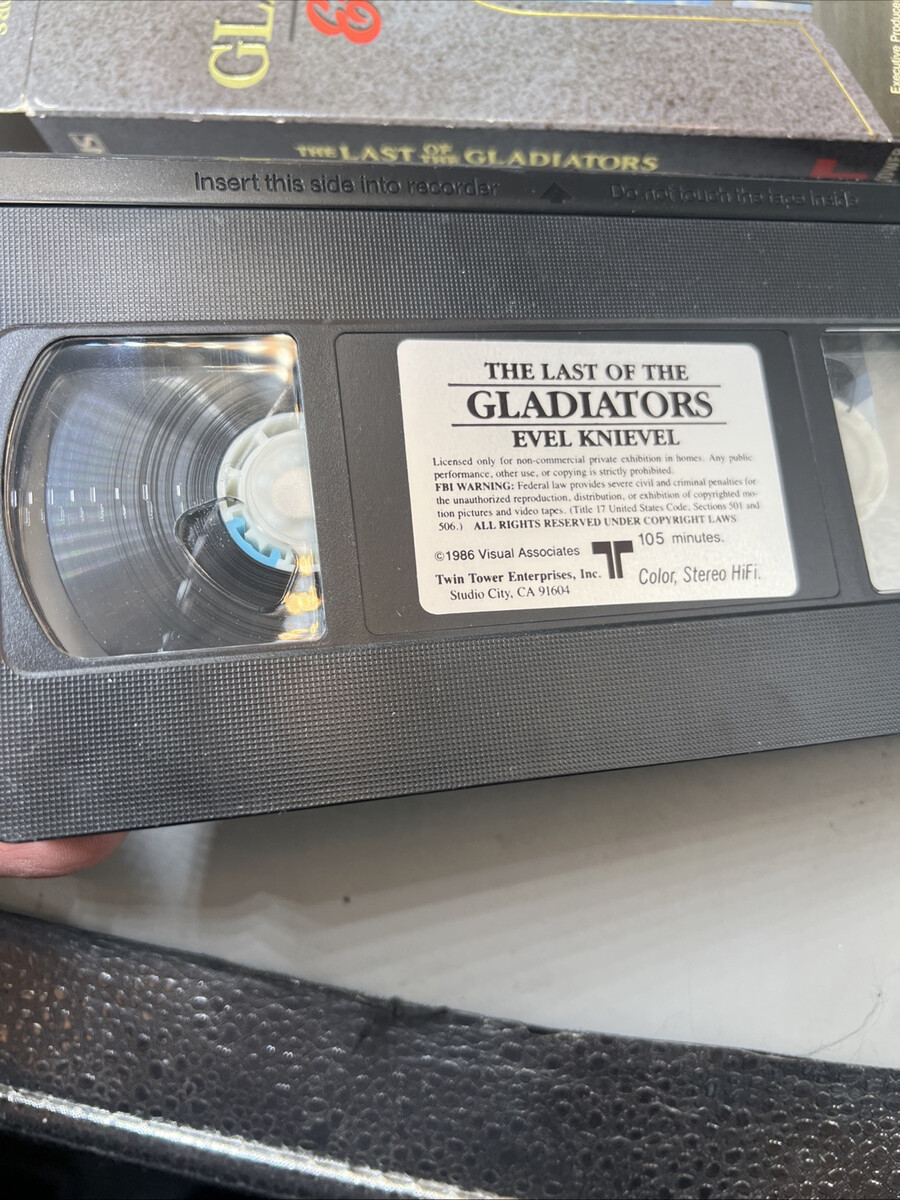 GLA
THE LAST OF THE GLADIATORS
Insert this side into recorder
Do not touch the tape inside
THE LAST OF THE
GLADIATORS
EVEL KNIEVEL
Licensed only for non-commercial private exhibition in homes. Any public
performance, other use, or copying is strictly prohibited.
FBI WARNING: Federal law provides severe civil and criminal penalties for
the unauthorized reproduction, distribution, or exhibition of copyrighted mo-
tion pictures and video tapes. (Title 17 United States Code, Sections 501 and
506.) ALL RIGHTS RESERVED UNDER COPYRIGHT LAWS
©1986 Visual Associates
105 minutes.
Twin Tower Enterprises, Inc.
Studio City, CA 91604
Color, Stereo HiFi.
Executive Produce